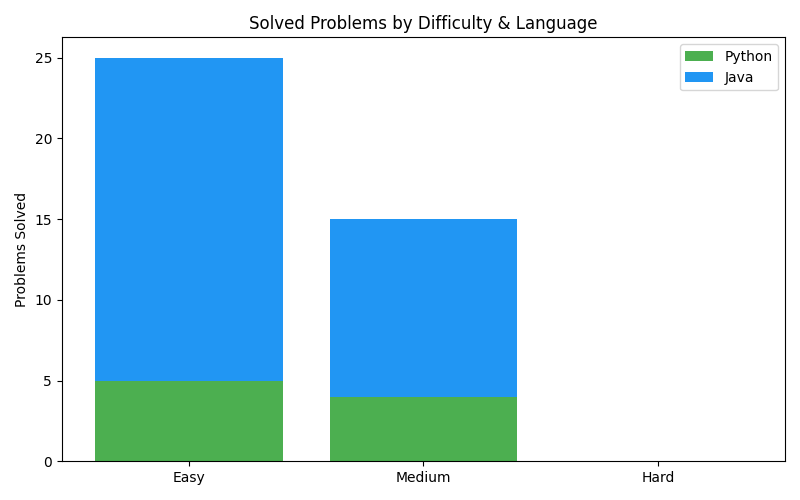 Solved Problems by Difficulty & Language
Python
Java
Problems Solved
25
20
15
10
5
0
Easy
Medium
Hard